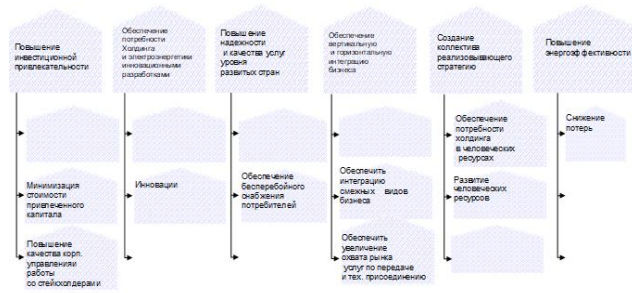 Повышение
инвестиционной
привлекательности
Обеспечение
потребности
Холдинга
и электроэнергетики
инновационными
разработками
Повышение
надежности
и качества услуг
уровня
развитых стран
Обеспечение
вертикальную
и горизонтальную
интеграцию
бизнеса
Создание
коллектива
реализовывающего
стратегию
Повышение
энергоэффективности
Обеспечение
потребности
холдинга
в человеческих
ресурсах
Снижение
потерь
Минимизация
стоимости
привлеченного
капитала
Инновации
Обеспечение
бесперебойного
снабжения
потребителей
Обеспечить
интеграцию
смежных видов
бизнеса
Развитие
человеческих
ресурсов
Повышение
качества корп.
управленияи
работы
со стейкхолдерами
Обеспечить
увеличение
охвата рынка
услуг по передаче
и тех. присоединению